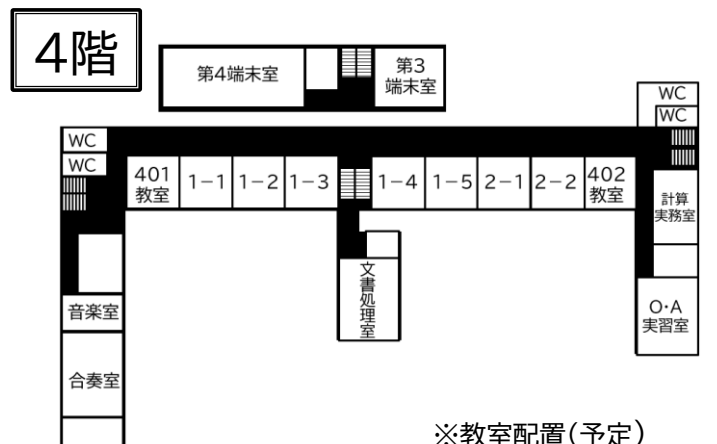 4階
第4端末室
第3
端末室
WC
WC
WC
WC
401
教室
1-1
1-2
1-3
1-4
1-5
2-1
2-2
402
教室
計算
実務室
文書処理室
音楽室
O・A
実習室
合奏室
※教室配置(予定)